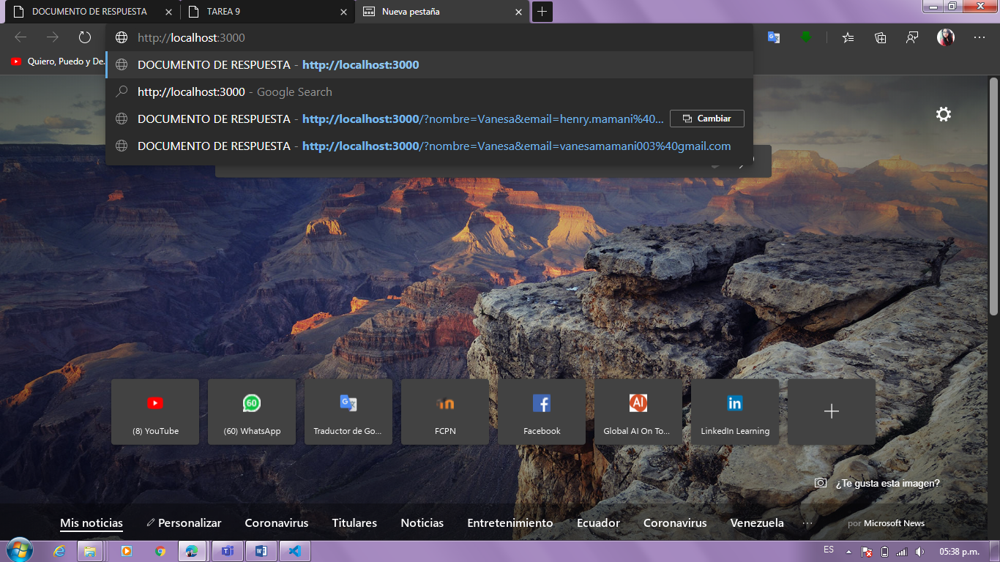 DOCUMENTO DE RESPUESTA
TAREA 9
Nueva pestaña
http://localhost:3000
Quiero, Puedo y De.
DOCUMENTO DE RESPUESTA - http://localhost:3000
http://localhost:3000 - Google Search
DOCUMENTO DE RESPUESTA - http://localhost:3000/?nombre=Vanesa&email=henry.mamani%40... Cambiar
DOCUMENTO DE RESPUESTA - http://localhost:3000/?nombre=Vanesa&email=vanesamamani003%40gmail.com
60
AI
in
(8) YouTube
(60) WhatsApp
Traductor de Go...
FCPN
Facebook
Global AI On To...
LinkedIn Learning
¿Te gusta esta imagen?
Mis noticias
Personalizar
Coronavirus
Titulares
Noticias
Entretenimiento
Ecuador
Coronavirus
Venezuela
...
por Microsoft News
ES
05:38 p.m.